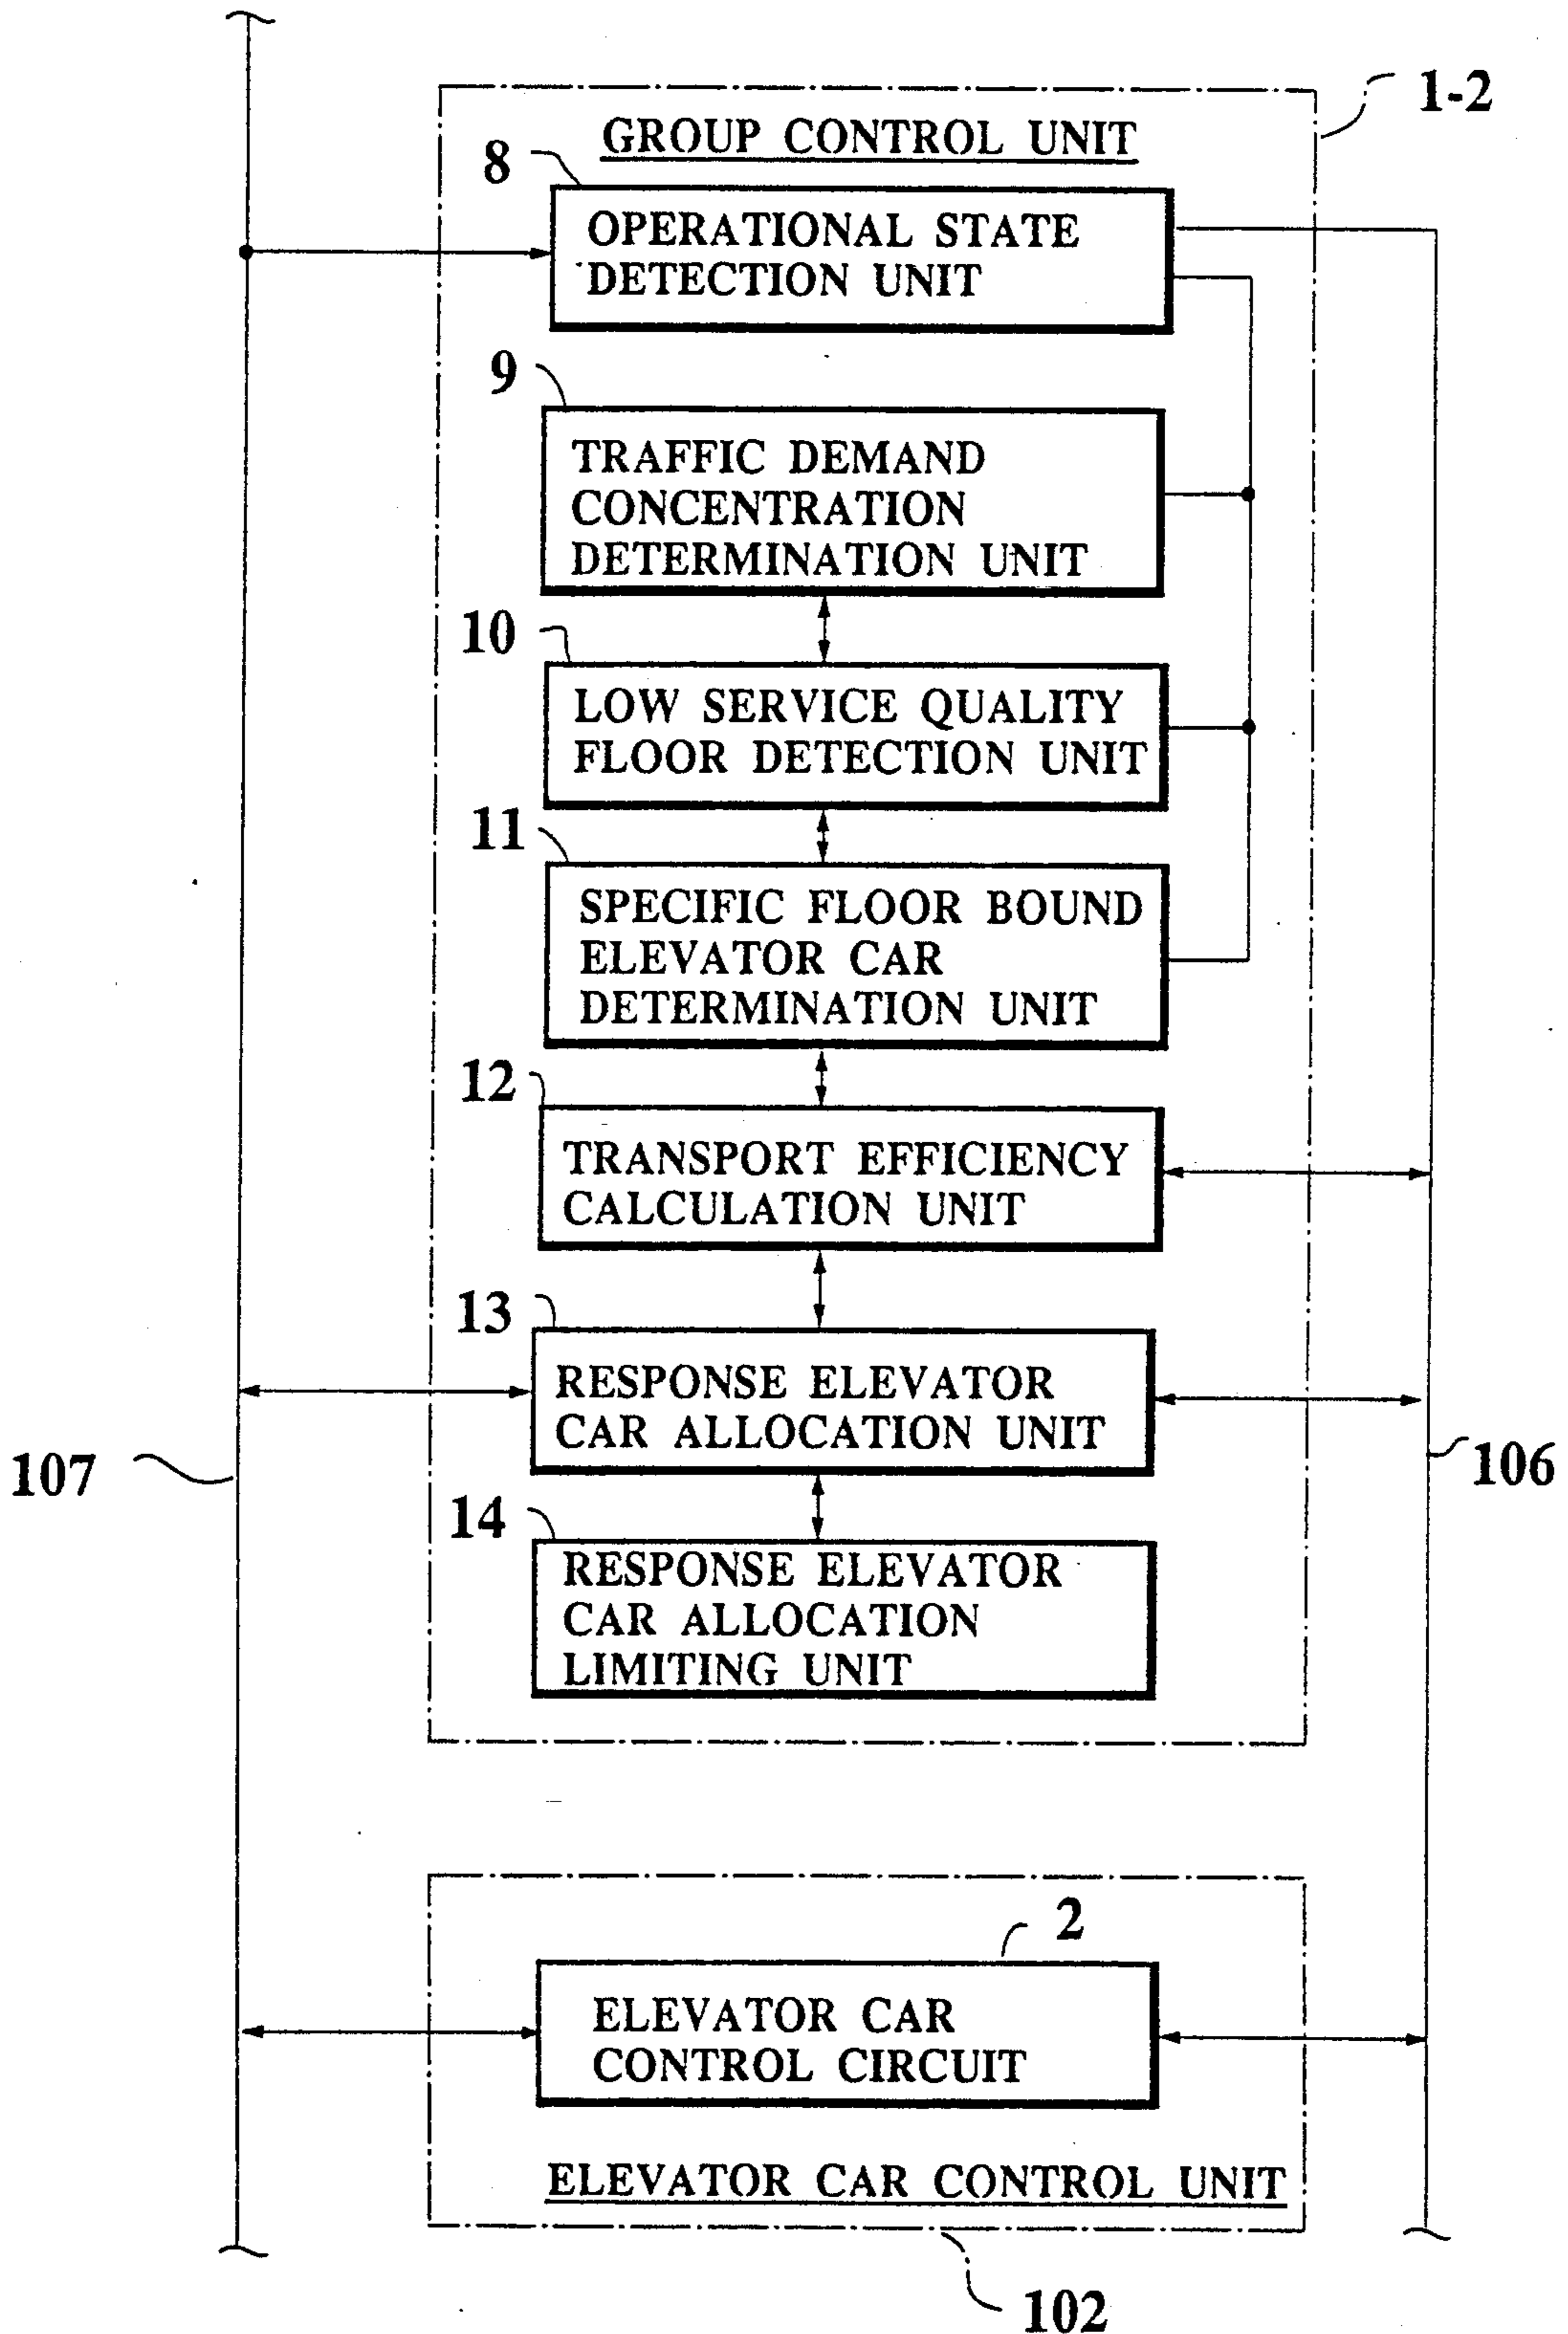 1-2
GROUP CONTROL UNIT
8
OPERATIONAL STATE
DETECTION UNIT
9
TRAFFIC DEMAND
CONCENTRATION
DETERMINATION UNIT
10
LOW SERVICE QUALITY
FLOOR DETECTION UNIT
11
SPECIFIC FLOOR BOUND
ELEVATOR CAR
DETERMINATION UNIT
12
TRANSPORT EFFICIENCY
CALCULATION UNIT
13
RESPONSE ELEVATOR
CAR ALLOCATION UNIT
107
106
14
RESPONSE ELEVATOR
CAR ALLOCATION
LIMITING UNIT
2
ELEVATOR CAR
CONTROL CIRCUIT
ELEVATOR CAR CONTROL UNIT
102